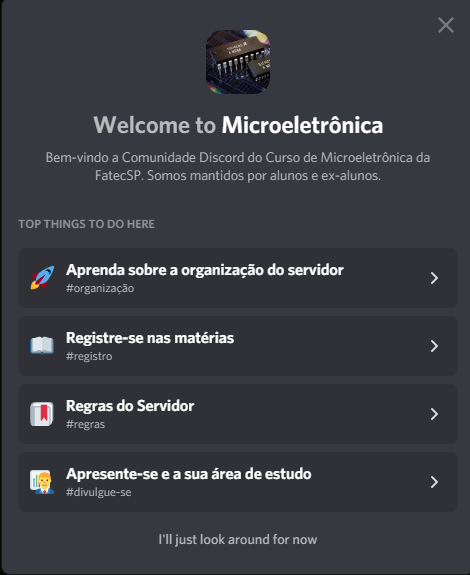 Welcome to Microeletrônica
Bem-vindo a Comunidade Discord do Curso de Microeletrônica da
FatecSP. Somos mantidos por alunos e ex-alunos.
TOP THINGS TO DO HERE
Aprenda sobre a organização do servidor
#organização
Registre-se nas matérias
#registro
Regras do Servidor
#regras
Apresente-se e a sua área de estudo
#divulgue-se
I'll just look around for now